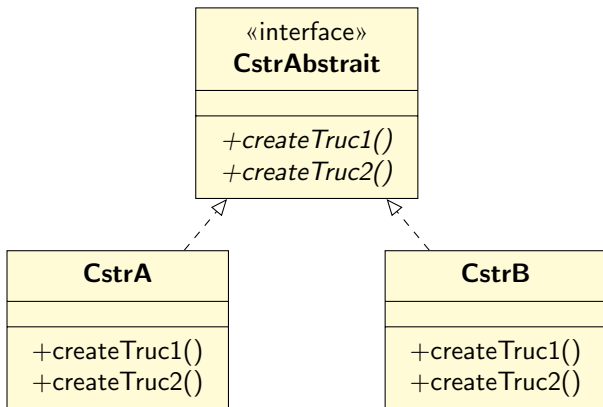 «interface»
CstrAbstrait
+createTruc1()
+createTruc2()
CstrA
+createTruc1()
+createTruc2()
CstrB
+createTruc1()
+createTruc2()